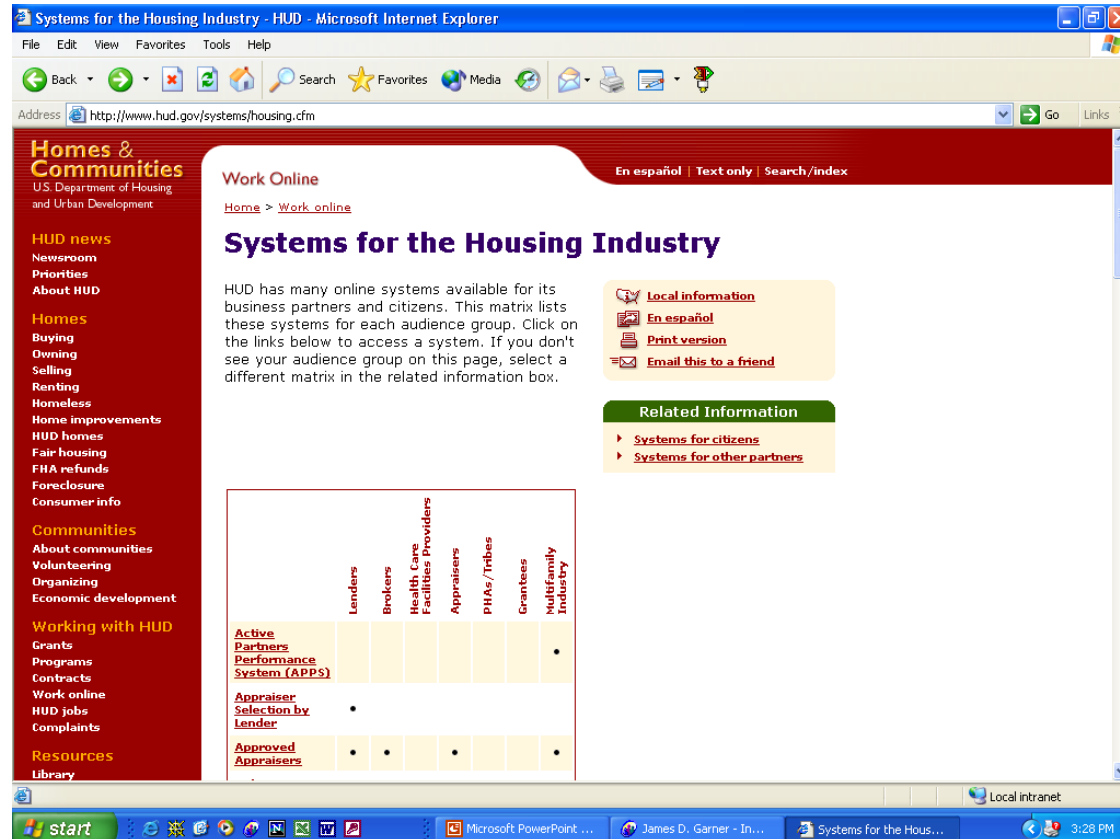 Systems for the Housing Industry - HUD - Microsoft Internet Explorer
File Edit View Favorites Tools Help
Back Search Favorites Media
Address http://www.hud.gov/systems/housing.cfm Go Links
Homes &
Communities
U.S. Department of Housing
and Urban Development
HUD news
Newsroom
Priorities
About HUD
Homes
Buying
Owning
Selling
Renting
Homeless
Home improvements
HUD homes
Fair housing
FHA refunds
Foreclosure
Consumer info
Communities
About communities
Volunteering
Organizing
Economic development
Working with HUD
Grants
Programs
Contracts
Work online
HUD jobs
Complaints
Resources
Library
Work Online
En español | Text only | Search/index
Home > Work online
Systems for the Housing Industry
HUD has many online systems available for its
business partners and citizens. This matrix lists
these systems for each audience group. Click on
the links below to access a system. If you don't
see your audience group on this page, select a
different matrix in the related information box.
Local information
En español
Print version
Email this to a friend
Related Information
Systems for citizens
Systems for other partners
Lenders
Brokers
Health Care
Facilities Providers
Appraisers
PHAs/Tribes
Grantees
Multifamily
Industry
Active
Partners
Performance
System (APPS)
•
Appraiser
Selection by
Lender
•
Approved
Appraisers
• • • •
Local intranet
start Microsoft PowerPoint ... James D. Garner - In... Systems for the Hous... 3:28 PM